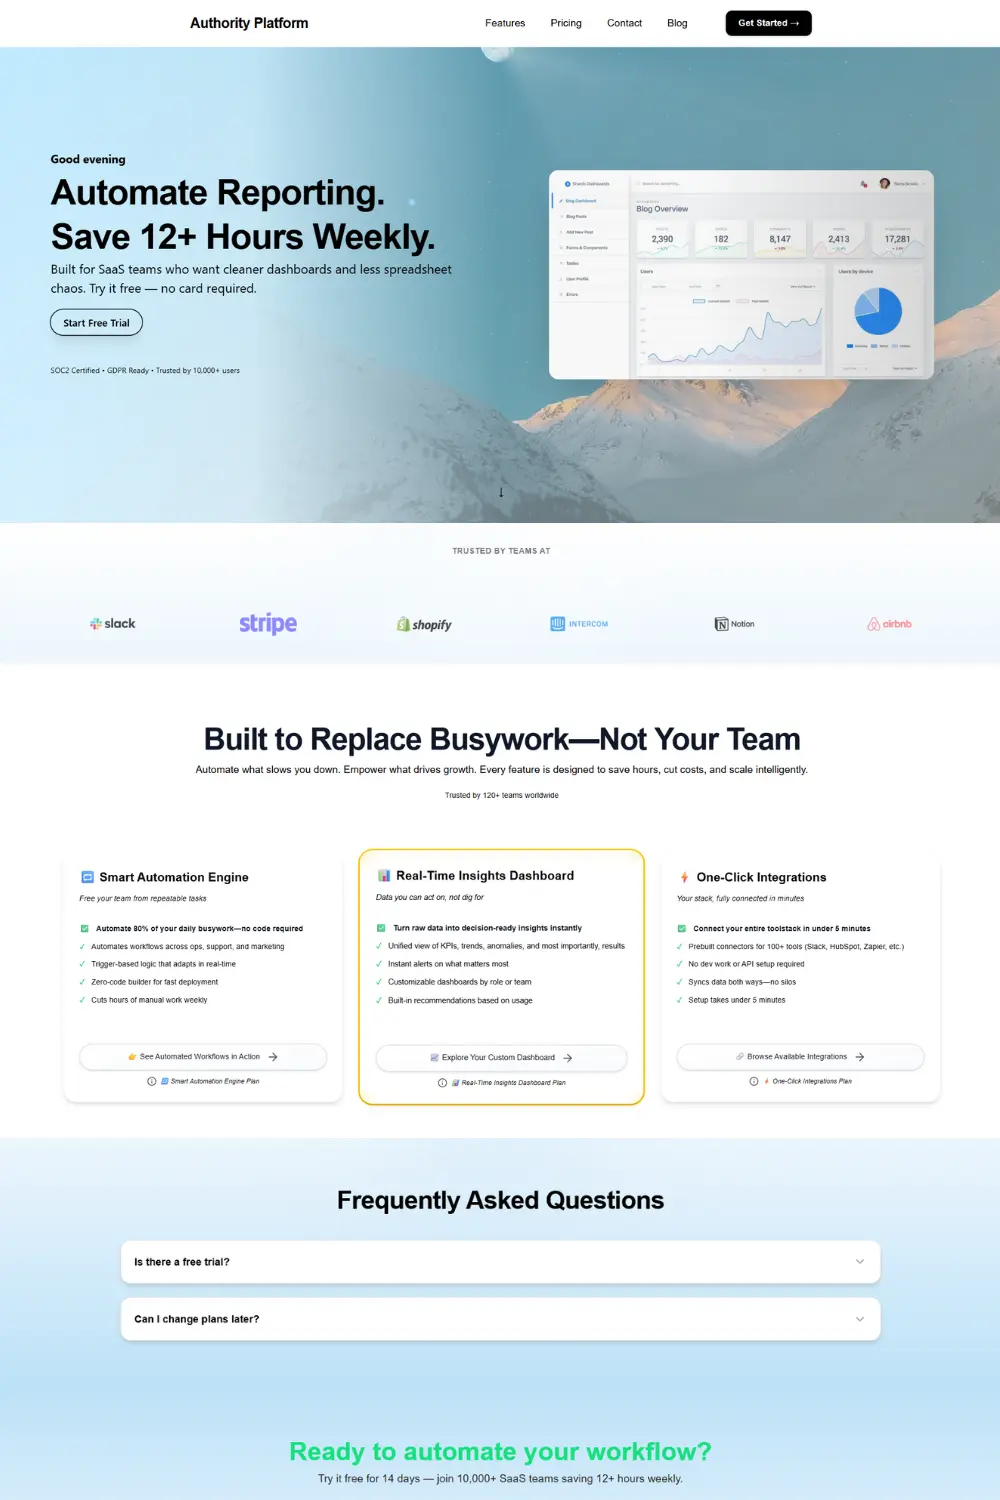 Authority Platform
Features
Pricing
Contact
Blog
Get Started →
Good evening
Automate Reporting.
Save 12+ Hours Weekly.
Built for SaaS teams who want cleaner dashboards and less spreadsheet
chaos. Try it free — no card required.
Start Free Trial
SOC2 Certified • GDPR Ready • Trusted by 10,000+ users
Shards Dashboards
Blog Dashboard
Blog Posts
Add New Post
Forms & Components
Tables
User Profile
Errors
Blog Overview
2,390
182
8,147
2,413
17,281
Users
Users by device
↓
TRUSTED BY TEAMS AT
slack
stripe
shopify
INTERCOM
Notion
airbnb
Built to Replace Busywork—Not Your Team
Automate what slows you down. Empower what drives growth. Every feature is designed to save hours, cut costs, and scale intelligently.
Trusted by 120+ teams worldwide
Smart Automation Engine
Free your team from repeatable tasks
✅ Automate 80% of your daily busywork—no code required
✓ Automates workflows across ops, support, and marketing
✓ Trigger-based logic that adapts in real-time
✓ Zero-code builder for fast deployment
✓ Cuts hours of manual work weekly
👉 See Automated Workflows in Action →
Smart Automation Engine Plan
📊 Real-Time Insights Dashboard
Data you can act on, not dig for
✅ Turn raw data into decision-ready insights instantly
✓ Unified view of KPIs, trends, anomalies, and most importantly, results
✓ Instant alerts on what matters most
✓ Customizable dashboards by role or team
✓ Built-in recommendations based on usage
📈 Explore Your Custom Dashboard →
📊 Real-Time Insights Dashboard Plan
⚡ One-Click Integrations
Your stack, fully connected in minutes
✅ Connect your entire toolstack in under 5 minutes
✓ Prebuilt connectors for 100+ tools (Slack, HubSpot, Zapier, etc.)
✓ No dev work or API setup required
✓ Syncs data both ways—no silos
✓ Setup takes under 5 minutes
🔗 Browse Available Integrations →
⚡ One-Click Integrations Plan
Frequently Asked Questions
Is there a free trial?
Can I change plans later?
Ready to automate your workflow?
Try it free for 14 days — join 10,000+ SaaS teams saving 12+ hours weekly.